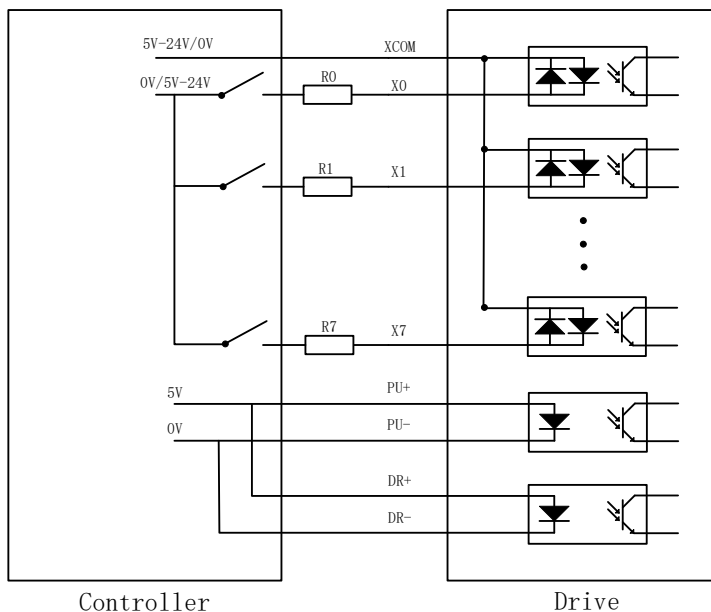 5V-24V/0V
XCOM
0V/5V-24V
R0
X0
R1
X1
R7
X7
5V
PU+
0V
PU-
DR+
DR-
Controller
Drive